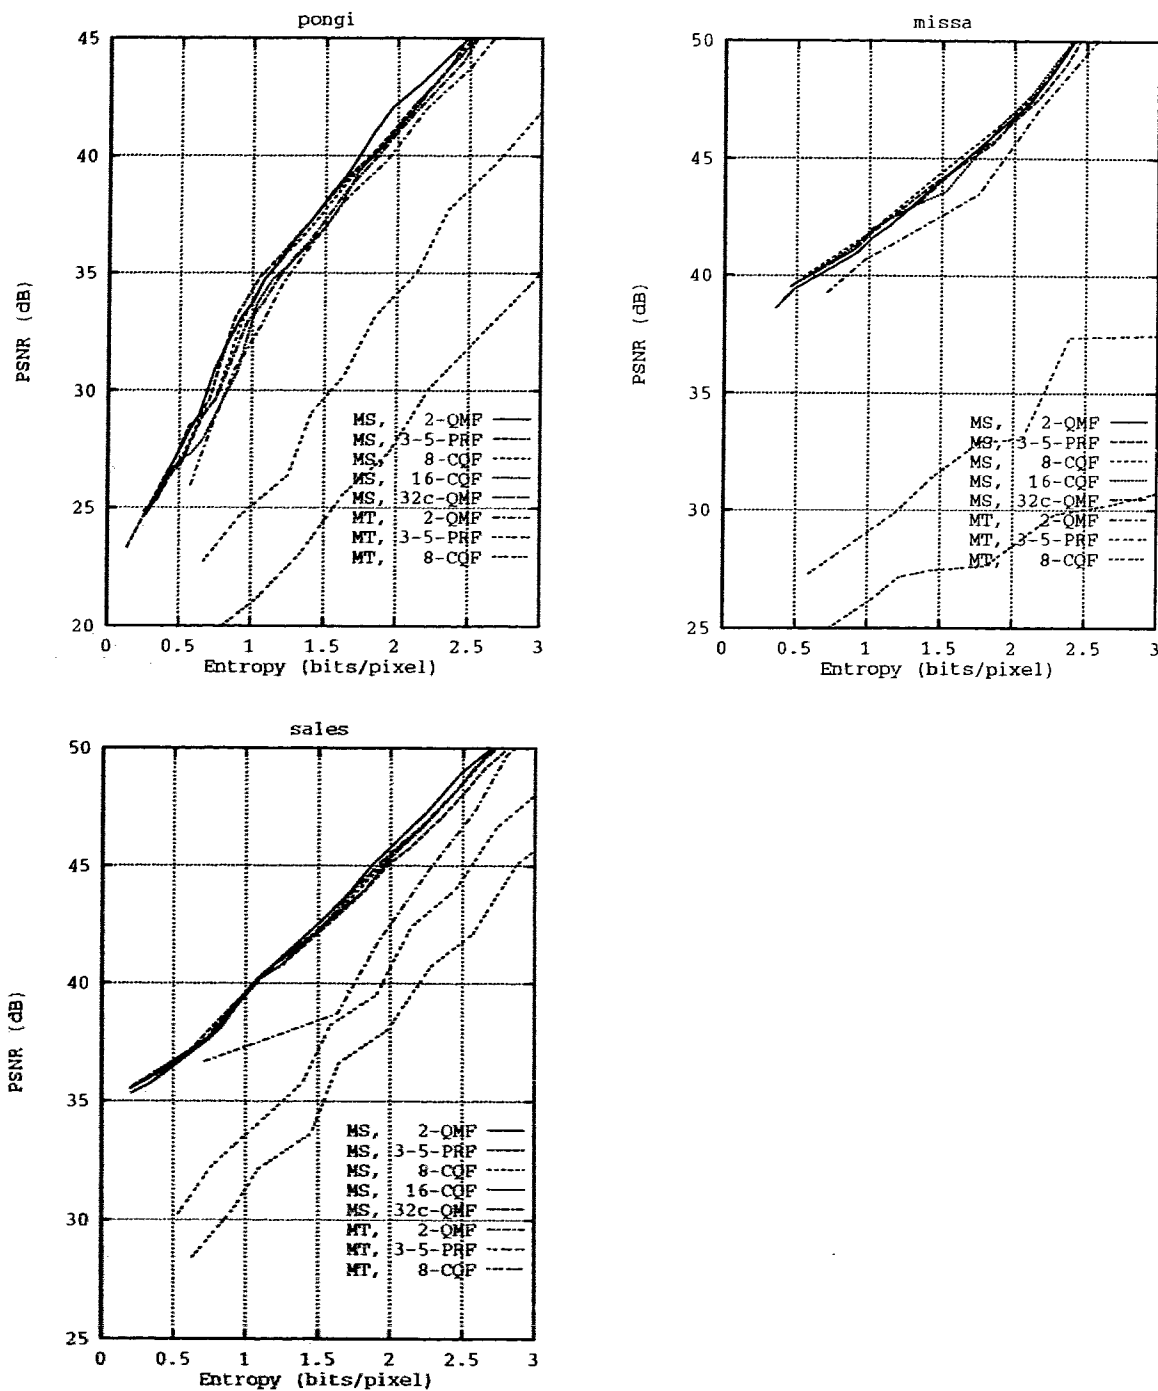 pongi
45
40
35
30
25
20
PSNR (dB)
MS, 2-QMF
MS, 3-5-PRF
MS, 8-CQF
MS, 16-CQF
MS, 32c-QMF
MT, 2-QMF
MT, 3-5-PRF
MT, 8-CQF
0 0.5 1 1.5 2 2.5 3
Entropy (bits/pixel)
missa
50
45
40
35
30
25
PSNR (dB)
MS, 2-QMF
MS, 3-5-PRF
MS, 8-CQF
MS, 16-CQF
MS, 32c-QMF
MT, 2-QMF
MT, 3-5-PRF
MT, 8-CQF
0 0.5 1 1.5 2 2.5 3
Entropy (bits/pixel)
sales
50
45
40
35
30
25
PSNR (dB)
MS, 2-QMF
MS, 3-5-PRF
MS, 8-CQF
MS, 16-CQF
MS, 32c-QMF
MT, 2-QMF
MT, 3-5-PRF
MT, 8-CQF
0 0.5 1 1.5 2 2.5 3
Entropy (bits/pixel)